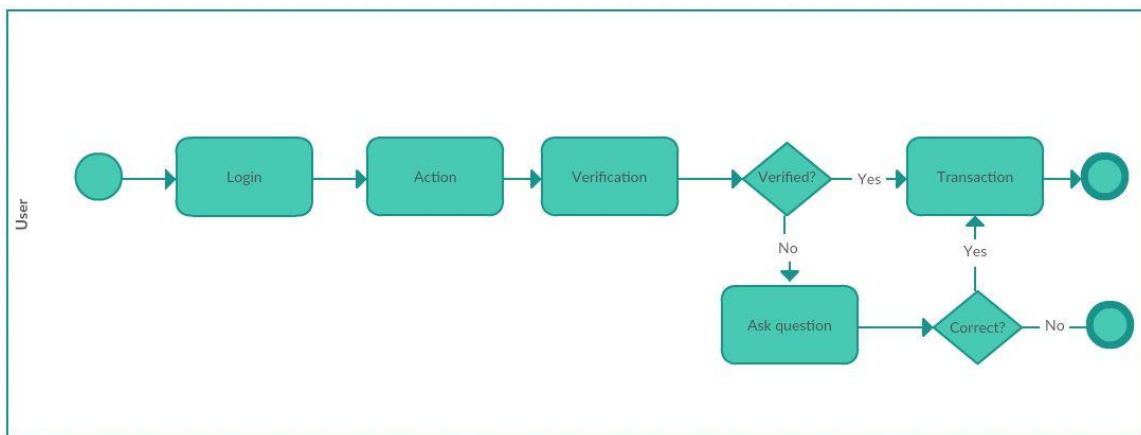 User
Login
Action
Verification
Verified?
Yes
Transaction
No
Yes
Ask question
Correct?
No